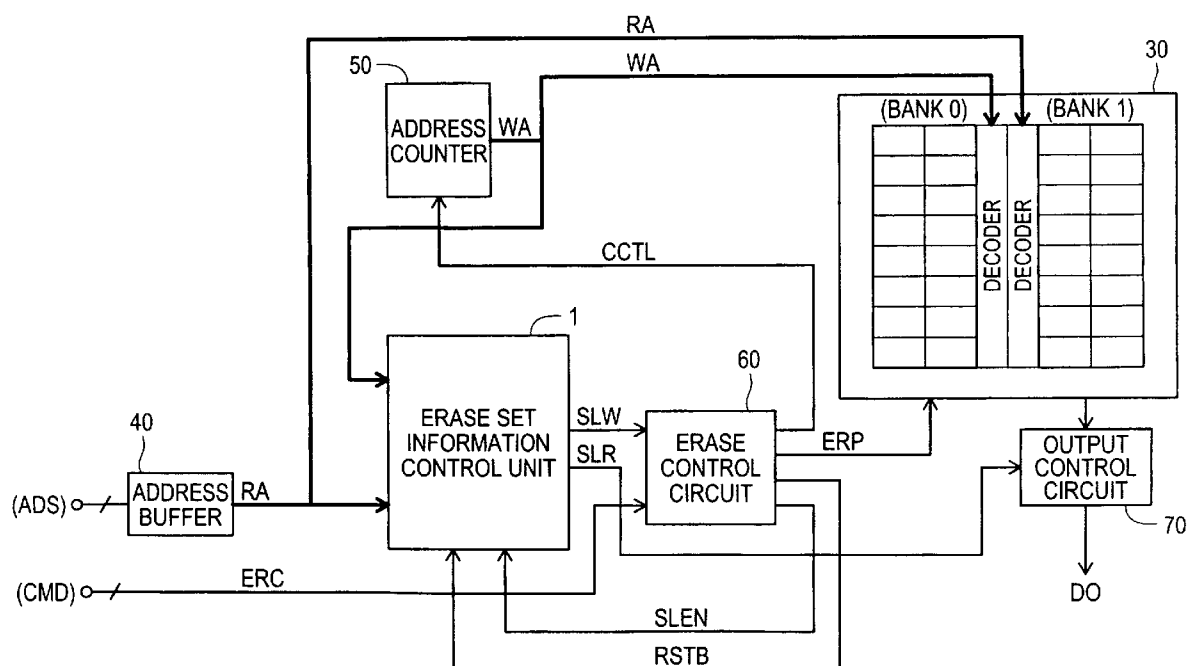 RA
50
WA
30
(BANK 0)
(BANK 1)
ADDRESS
COUNTER
WA
DECODER
DECODER
CCTL
1
60
40
ERASE SET
INFORMATION
CONTROL UNIT
SLW
SLR
ERASE
CONTROL
CIRCUIT
ERP
OUTPUT
CONTROL
CIRCUIT
70
(ADS)
ADDRESS
BUFFER
RA
(CMD)
ERC
DO
SLEN
RSTB